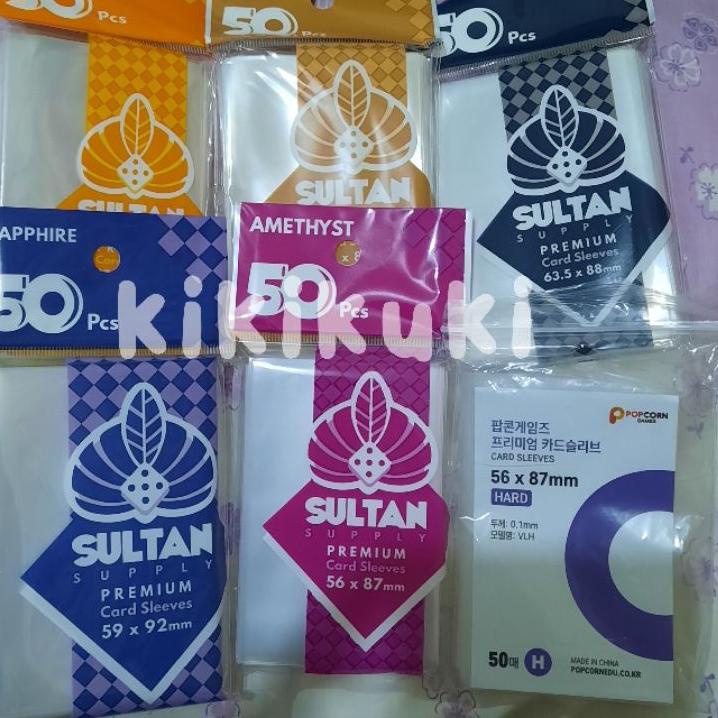 50 Pcs
50 Pcs
50 Pcs
SULTAN
SULTAN
SULTAN
SUPPLY
PREMIUM
Card Sleeves
63.5 x 88mm
APPHIRE
50 Pcs
AMETHYST
50 Pcs
kikikuki
SULTAN
SUPPLY
PREMIUM
Card Sleeves
59 x 92mm
SULTAN
SUPPLY
PREMIUM
Card Sleeves
56 x 87mm
POPCORN
GAMES
팝콘게임즈
프리미엄 카드슬리브
CARD SLEEVES
56 x 87mm
HARD
두께: 0.1mm
모델명: VLH
50매 H
MADE IN CHINA
POPCORNEDU.CO.KR